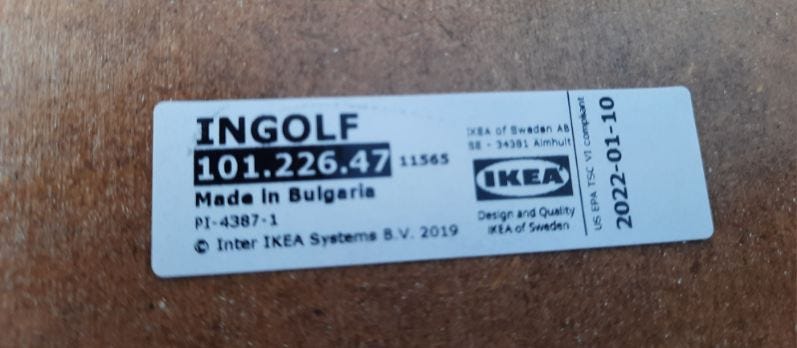 INGOLF
101.226.47 11565
Made in Bulgaria
PI-4387-1
© Inter IKEA Systems B.V. 2019
IKEA of Sweden AB
SE - 34381 Älmhult
IKEA
Design and Quality
IKEA of Sweden
US EPA TSC VI compliant
2022-01-10